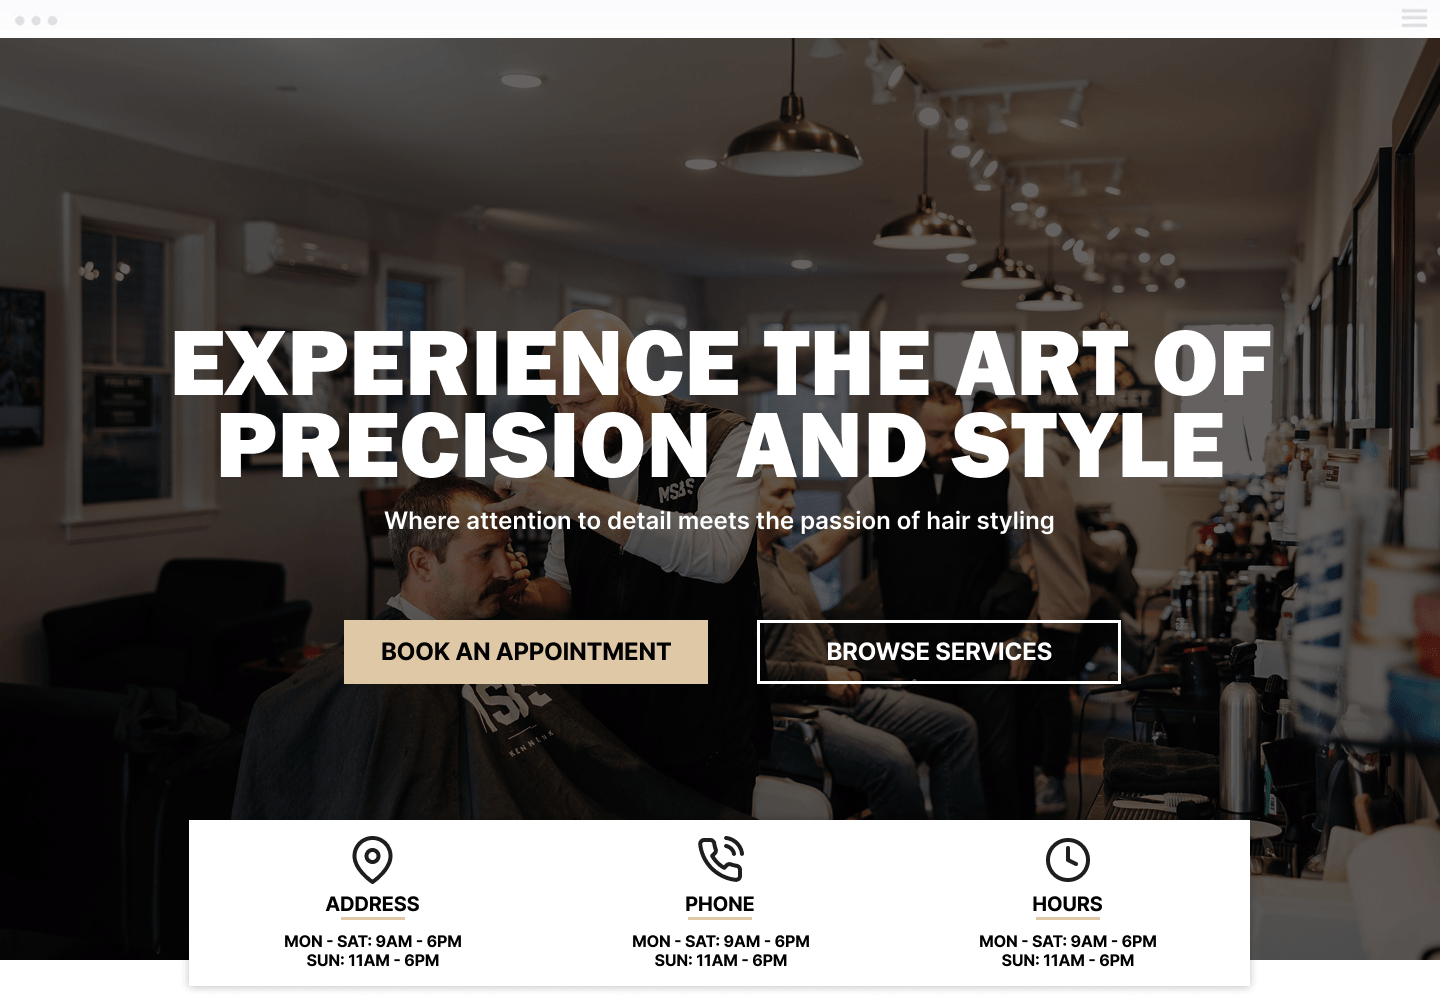 EXPERIENCE THE ART OF
PRECISION AND STYLE
Where attention to detail meets the passion of hair styling
BOOK AN APPOINTMENT
BROWSE SERVICES
ADDRESS
MON - SAT: 9AM - 6PM
SUN: 11AM - 6PM
PHONE
MON - SAT: 9AM - 6PM
SUN: 11AM - 6PM
HOURS
MON - SAT: 9AM - 6PM
SUN: 11AM - 6PM